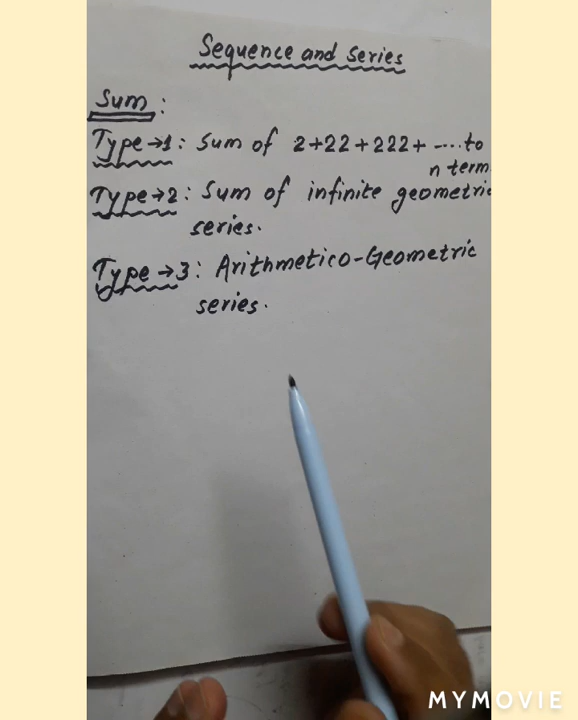 Sequence and series
Sum :
Type→1: Sum of 2+22+222+ ....to
n term
Type→2: Sum of infinite geometric
series.
Type→3: Arithmetico-Geometric
series.
MYMOVIE